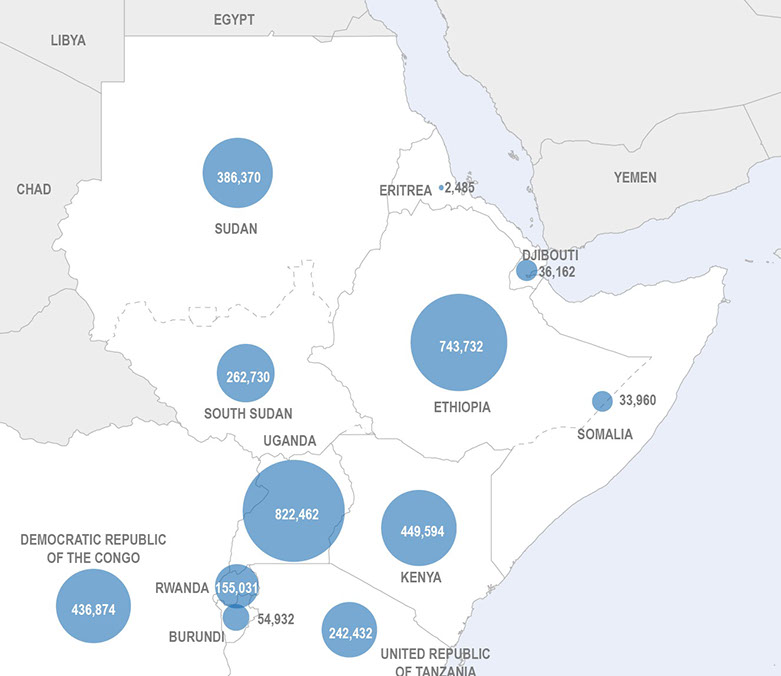 EGYPT
LIBYA
CHAD
386,370
SUDAN
ERITREA
2,485
YEMEN
DJIBOUTI
36,162
743,732
ETHIOPIA
262,730
SOUTH SUDAN
33,960
SOMALIA
UGANDA
822,462
449,594
KENYA
DEMOCRATIC REPUBLIC
OF THE CONGO
436,874
RWANDA
155,031
BURUNDI
54,932
242,432
UNITED REPUBLIC
OF TANZANIA